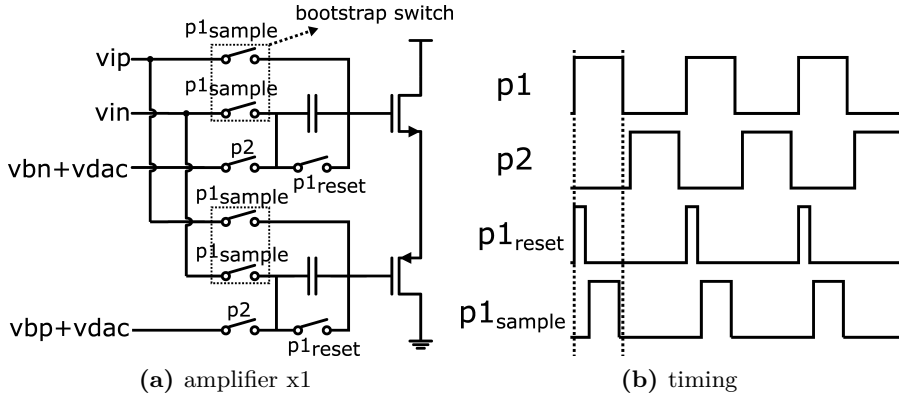 bootstrap switch
p1sample
vip
p1sample
vin
p2
vbn+vdac
p1reset
p1sample
p1sample
p2
vbp+vdac
p1reset
(a) amplifier x1
p1
p2
p1reset
p1sample
(b) timing